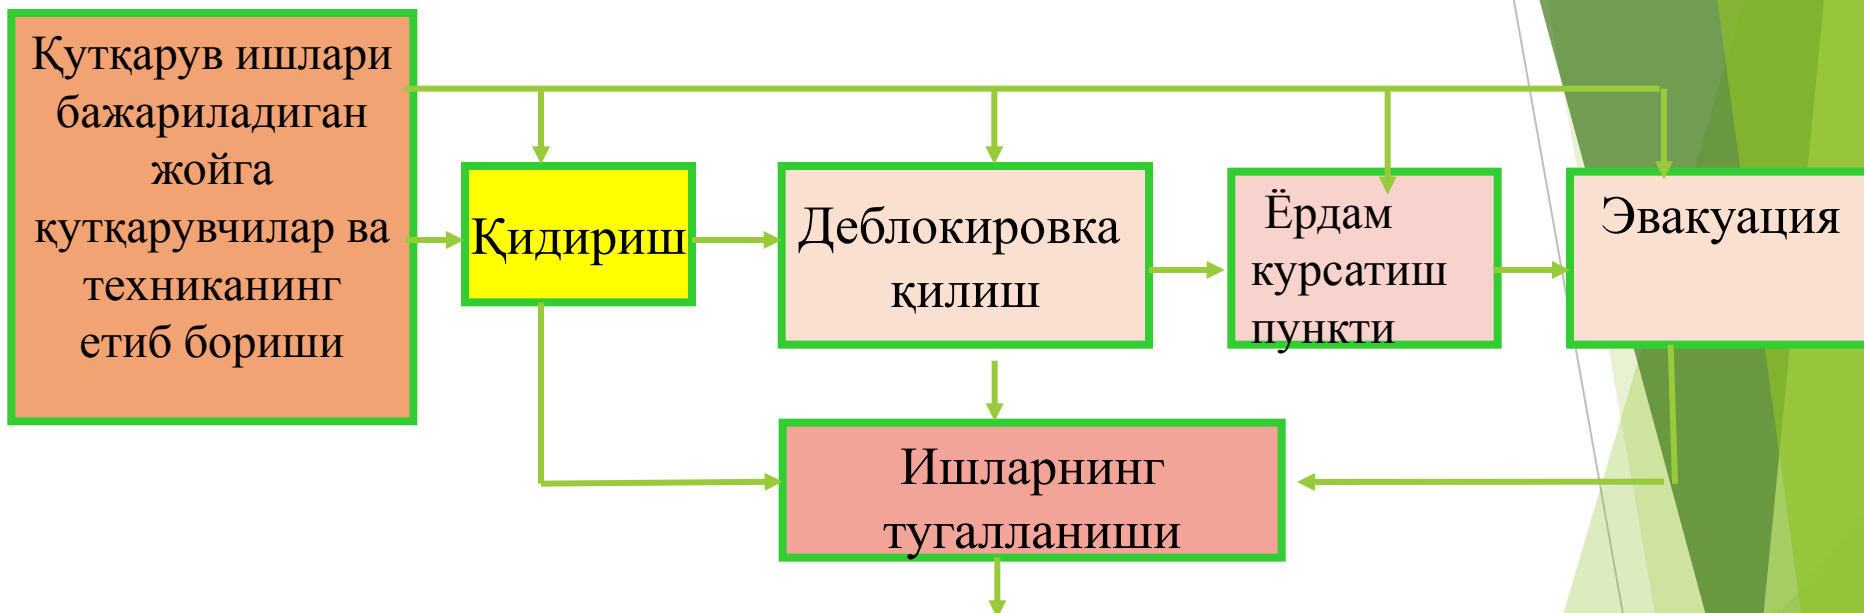 Қутқарув ишлари
бажариладиган
жойга
қутқарувчилар ва
техниканинг
етиб бориши
Қидириш
Деблокировка
қилиш
Ёрдам
курсатиш
пункти
Эвакуация
Ишларнинг
тугалланиши